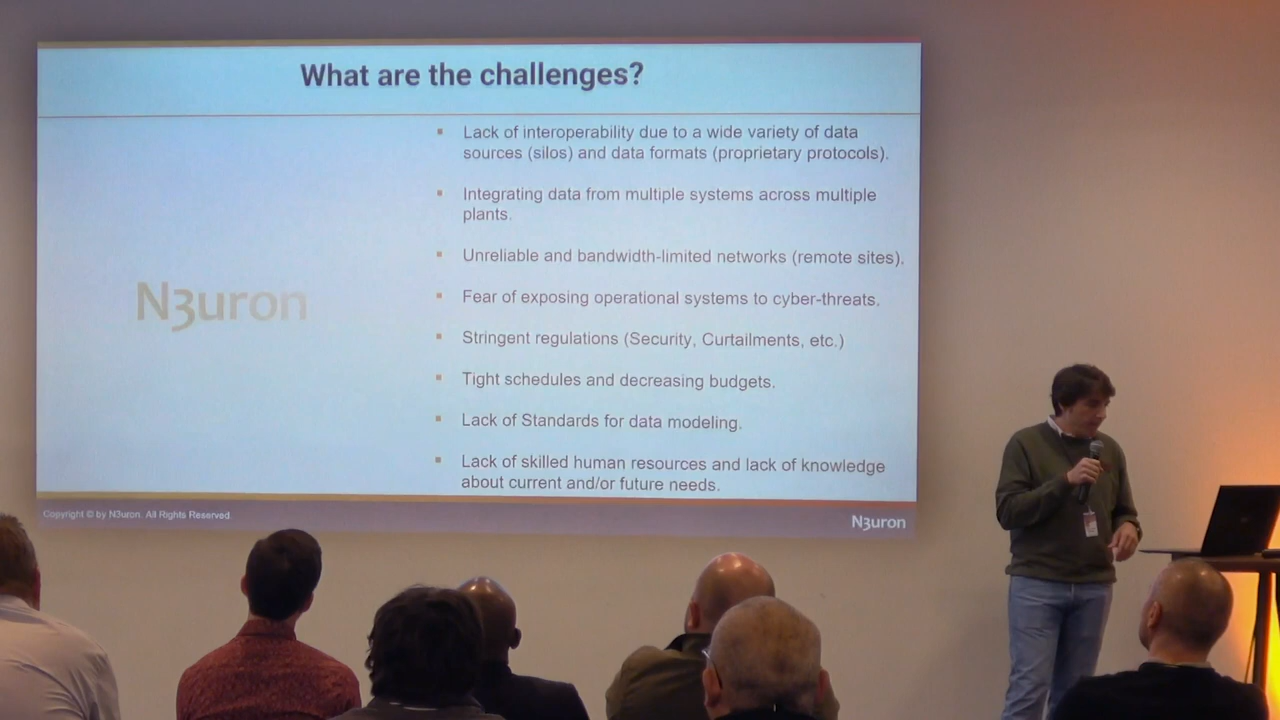 What are the challenges?
Lack of interoperability due to a wide variety of data
sources (silos) and data formats (proprietary protocols).
Integrating data from multiple systems across multiple
plants.
Unreliable and bandwidth-limited networks (remote sites).
Fear of exposing operational systems to cyber-threats.
Stringent regulations (Security, Curtailments, etc.)
Tight schedules and decreasing budgets.
Lack of Standards for data modeling.
Lack of skilled human resources and lack of knowledge
about current and/or future needs.
N3uron
Copyright © by N3uron. All Rights Reserved.
N3uron